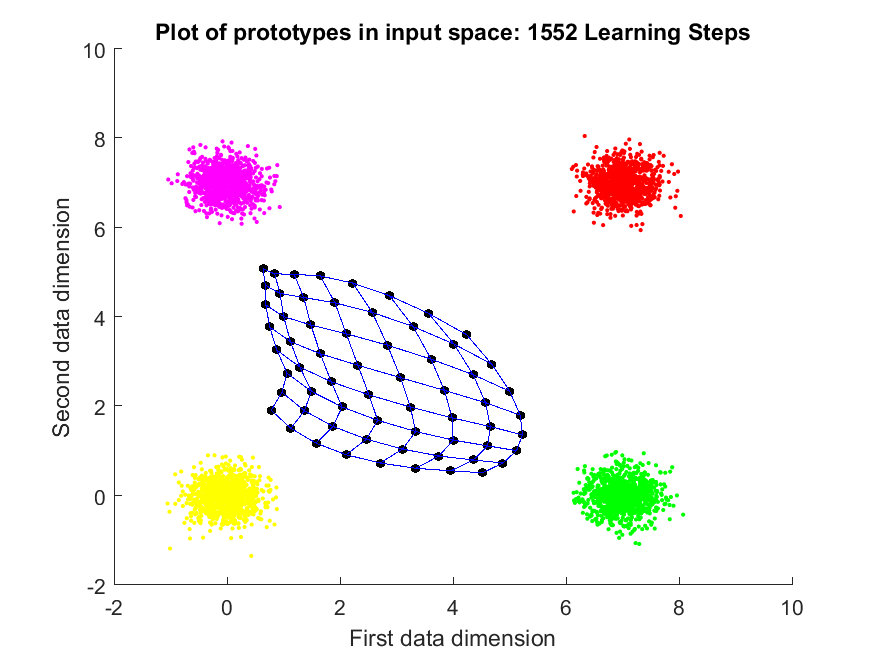 Plot of prototypes in input space: 1552 Learning Steps
10
8
6
4
2
0
-2
Second data dimension
-2 0 2 4 6 8 10
First data dimension